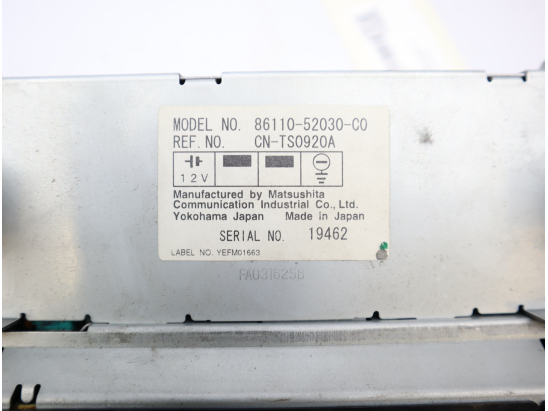 MODEL NO. 86110-52030-C0
REF. NO. CN-TS0920A
12V
Manufactured by Matsushita
Communication Industrial Co., Ltd.
Yokohama Japan Made in Japan
SERIAL NO. 19462
LABEL NO. YEFM01663
FA031625B